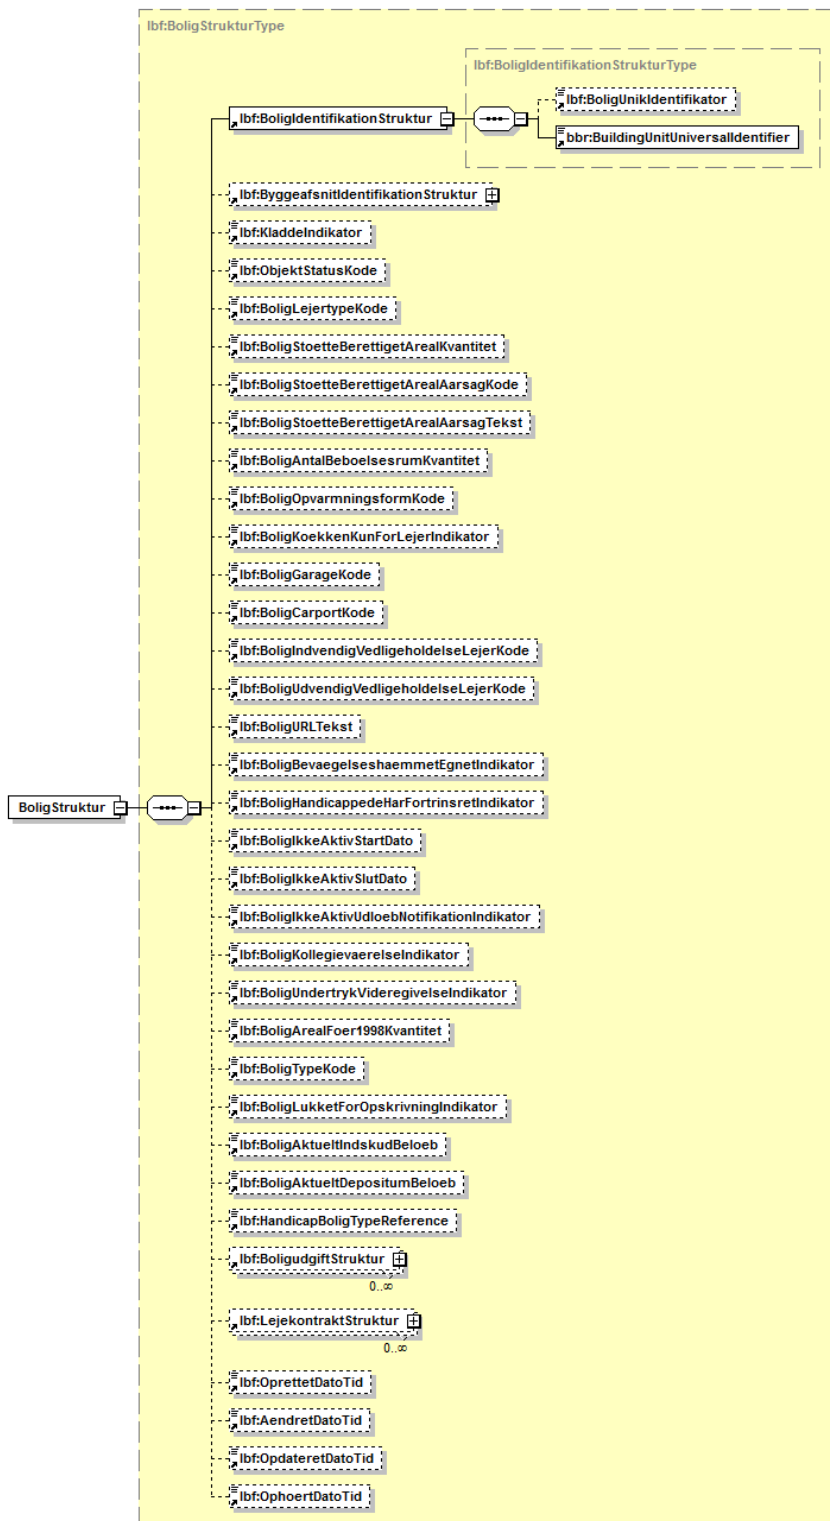 lbf:BoligStrukturType
lbf:BoligIdentifikationStrukturType
lbf:BoligIdentifikationStruktur
lbf:BoligUnikIdentifikator
bbr:BuildingUnitUniversalIdentifier
lbf:ByggeafsnitIdentifikationStruktur
lbf:KladdeIndikator
lbf:ObjektStatusKode
lbf:BoligLejertypeKode
lbf:BoligStoetteBerettigetArealKvantitet
lbf:BoligStoetteBerettigetArealAarsagKode
lbf:BoligStoetteBerettigetArealAarsagTekst
lbf:BoligAntalBeboelsesrumKvantitet
lbf:BoligOpvarmningsformKode
lbf:BoligKoekkenKunForLejerIndikator
lbf:BoligGarageKode
lbf:BoligCarportKode
lbf:BoligIndvendigVedligeholdelseLejerKode
lbf:BoligUdvendigVedligeholdelseLejerKode
lbf:BoligURLTekst
lbf:BoligBevaegelseshaemmetEgnetIndikator
BoligStruktur
lbf:BoligHandicappedeHarFortrinsretIndikator
lbf:BoligIkkeAktivStartDato
lbf:BoligIkkeAktivSlutDato
lbf:BoligIkkeAktivUdloebNotifikationIndikator
lbf:BoligKollegievaerelseIndikator
lbf:BoligUndertrykVideregivelseIndikator
lbf:BoligArealFoer1998Kvantitet
lbf:BoligTypeKode
lbf:BoligLukketForOpskrivningIndikator
lbf:BoligAktueltIndskudBeloeb
lbf:BoligAktueltDepositumBeloeb
lbf:HandicapBoligTypeReference
lbf:BoligudgiftStruktur
0..∞
lbf:LejekontraktStruktur
0..∞
lbf:OprettetDatoTid
lbf:AendretDatoTid
lbf:OpdateretDatoTid
lbf:OphoertDatoTid